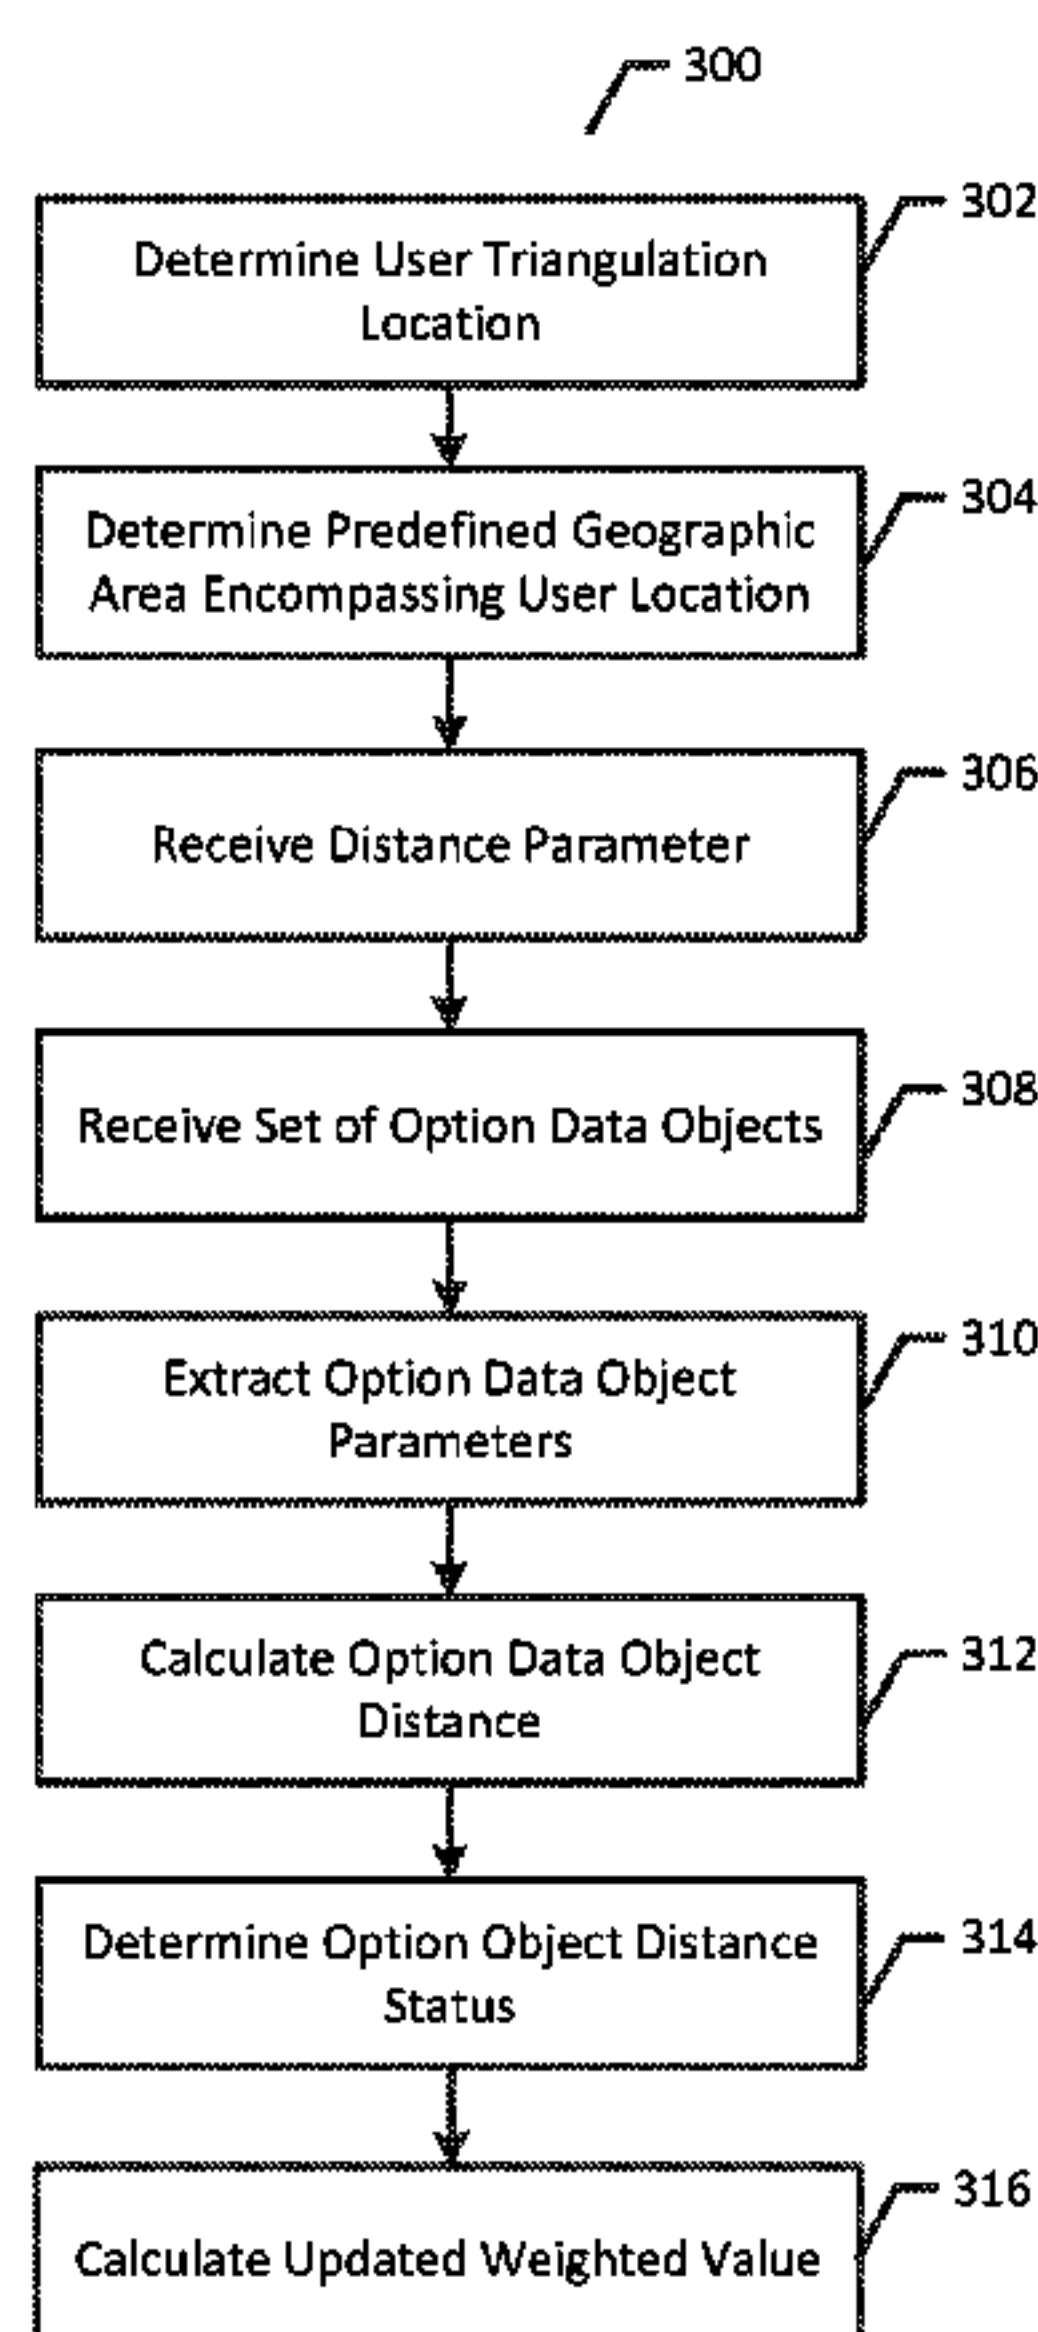 300
302
Determine User Triangulation
Location
304
Determine Predefined Geographic
Area Encompassing User Location
306
Receive Distance Parameter
308
Receive Set of Option Data Objects
310
Extract Option Data Object
Parameters
312
Calculate Option Data Object
Distance
314
Determine Option Object Distance
Status
316
Calculate Updated Weighted Value